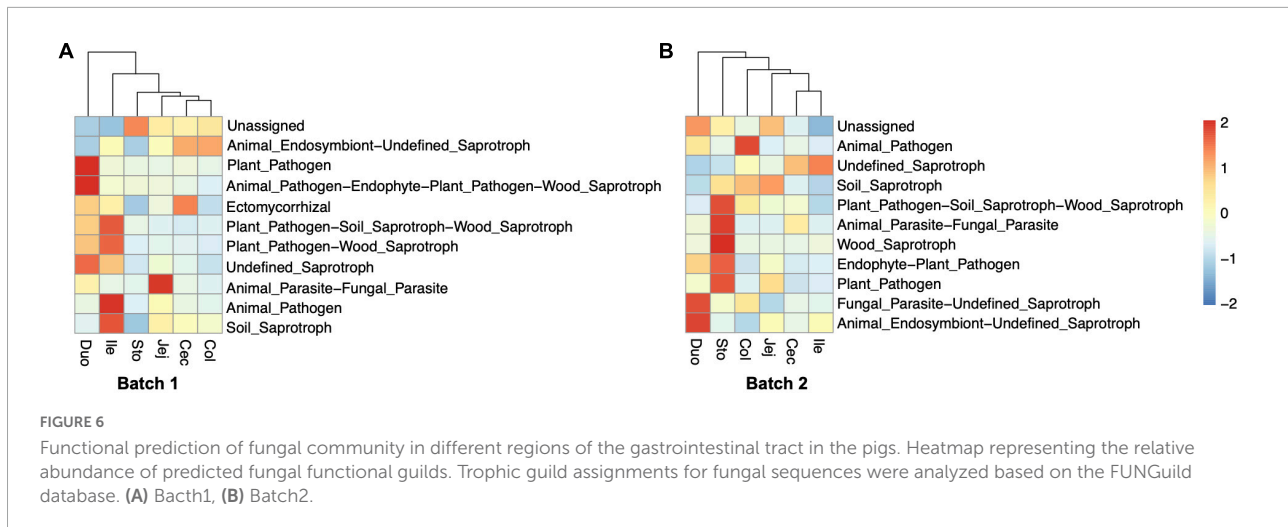 A
Unassigned
Animal_Endosymbiont−Undefined_Saprotroph
Plant_Pathogen
Animal_Pathogen−Endophyte−Plant_Pathogen−Wood_Saprotroph
Ectomycorrhizal
Plant_Pathogen−Soil_Saprotroph−Wood_Saprotroph
Plant_Pathogen−Wood_Saprotroph
Undefined_Saprotroph
Animal_Parasite−Fungal_Parasite
Animal_Pathogen
Soil_Saprotroph
Duo Ile Sto Jej Cec Col
Batch 1
B
Unassigned
Animal_Pathogen
Undefined_Saprotroph
Soil_Saprotroph
Plant_Pathogen−Soil_Saprotroph−Wood_Saprotroph
Animal_Parasite−Fungal_Parasite
Wood_Saprotroph
Endophyte−Plant_Pathogen
Plant_Pathogen
Fungal_Parasite−Undefined_Saprotroph
Animal_Endosymbiont−Undefined_Saprotroph
Duo Sto Col Jej Cec Ile
Batch 2
2
1
0
−1
−2
FIGURE 6
Functional prediction of fungal community in different regions of the gastrointestinal tract in the pigs. Heatmap representing the relative
abundance of predicted fungal functional guilds. Trophic guild assignments for fungal sequences were analyzed based on the FUNGuild
database. (A) Bacth1, (B) Batch2.